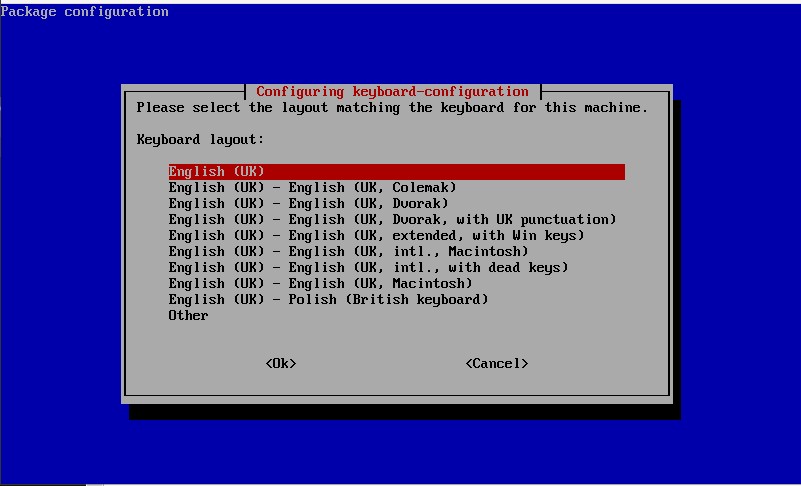 Package configuration
Configuring keyboard-configuration
Please select the layout matching the keyboard for this machine.
Keyboard layout:
English (UK)
English (UK) - English (UK, Colemak)
English (UK) - English (UK, Dvorak)
English (UK) - English (UK, Dvorak, with UK punctuation)
English (UK) - English (UK, extended, with Win keys)
English (UK) - English (UK, intl., Macintosh)
English (UK) - English (UK, intl., with dead keys)
English (UK) - English (UK, Macintosh)
English (UK) - Polish (British keyboard)
Other
<Ok> <Cancel>